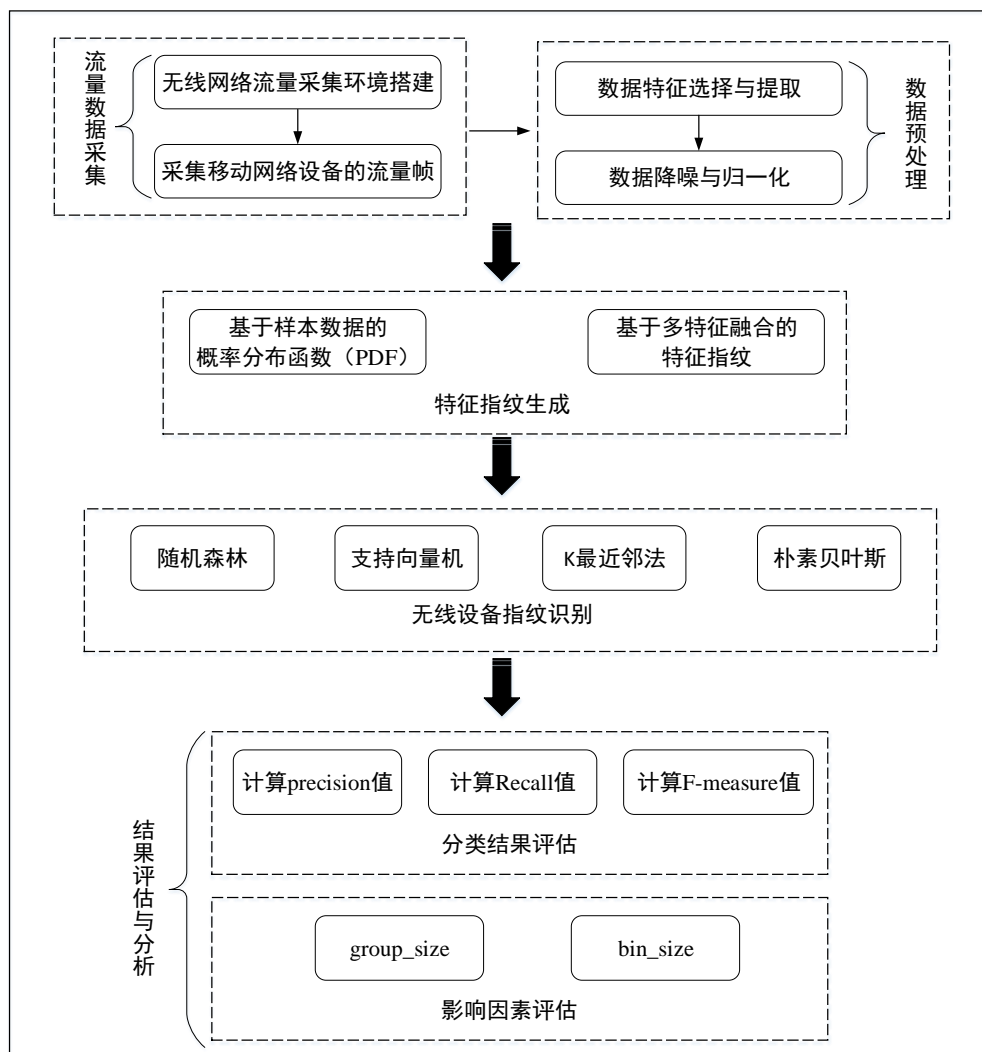 流量数据采集
无线网络流量采集环境搭建
采集移动网络设备的流量帧
数据特征选择与提取
数据降噪与归一化
数据预处理
基于样本数据的
概率分布函数（PDF）
基于多特征融合的
特征指纹
特征指纹生成
随机森林
支持向量机
K最近邻法
朴素贝叶斯
无线设备指纹识别
结果评估与分析
计算precision值
计算Recall值
计算F-measure值
分类结果评估
group_size
bin_size
影响因素评估